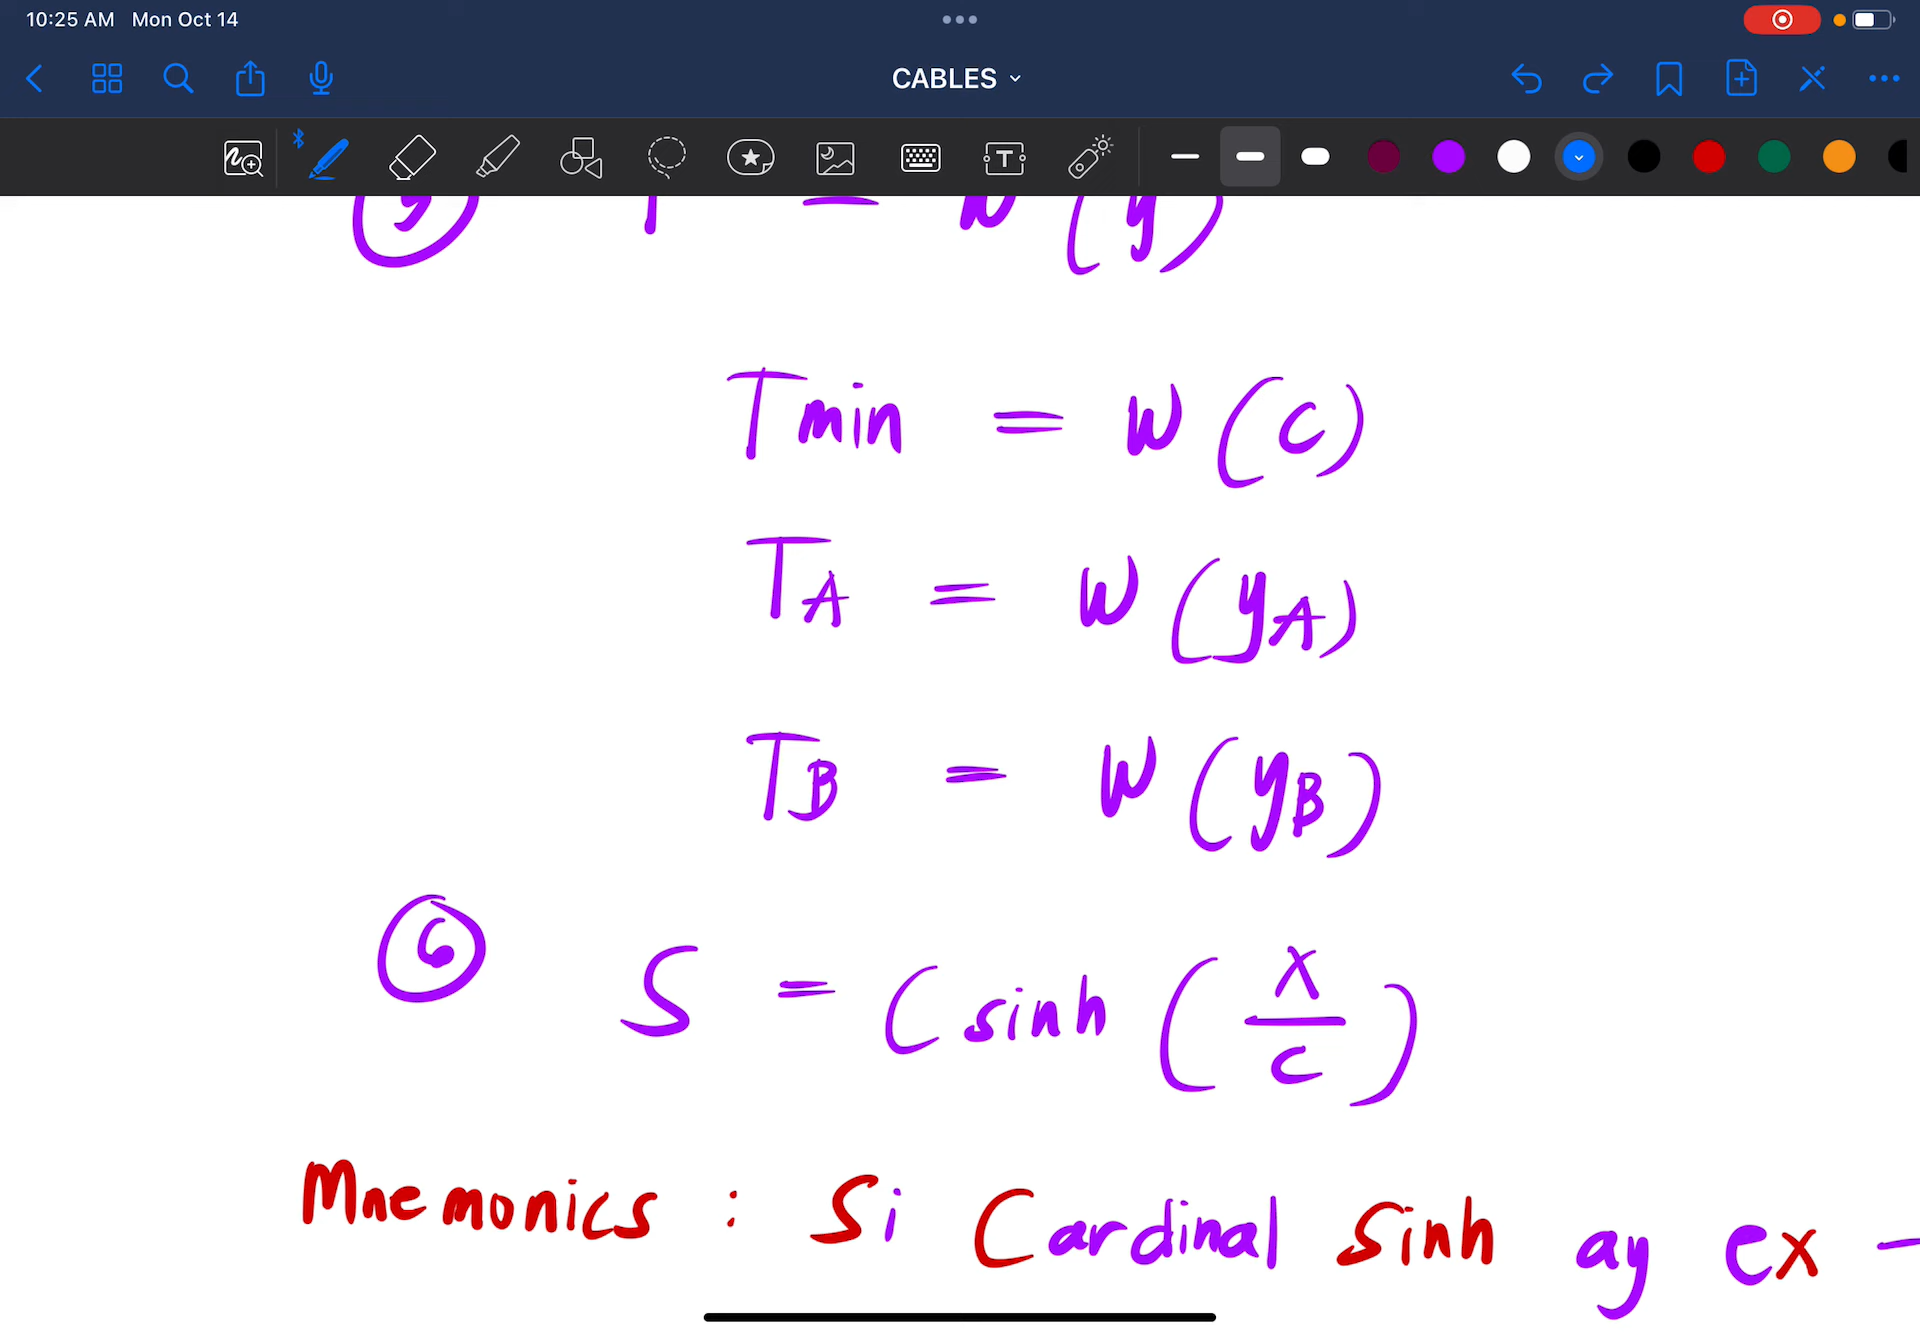 10:25 AM Mon Oct 14
CABLES
T
T = W (y)
Tmin = W (c)
TA = W (yA)
TB = W (yB)
6 S = C sinh (x/c)
Mnemonics : Si Cardinal Sinh ay ex -